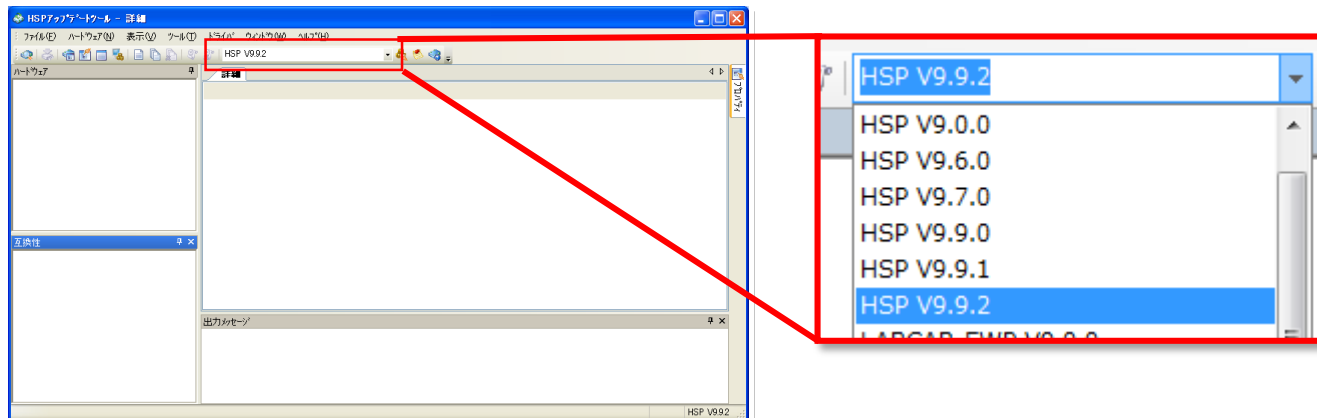 HSPアップデートツール - 詳細
ファイル(F) ハードウェア(N) 表示(V) ツール(T) ドライバ ウィンドウ(W) ヘルプ(H)
HSP V9.9.2
ハードウェア
詳細
プロパティ
互換性
出力メッセージ
HSP V9.9.2
HSP V9.9.2
HSP V9.0.0
HSP V9.6.0
HSP V9.7.0
HSP V9.9.0
HSP V9.9.1
HSP V9.9.2